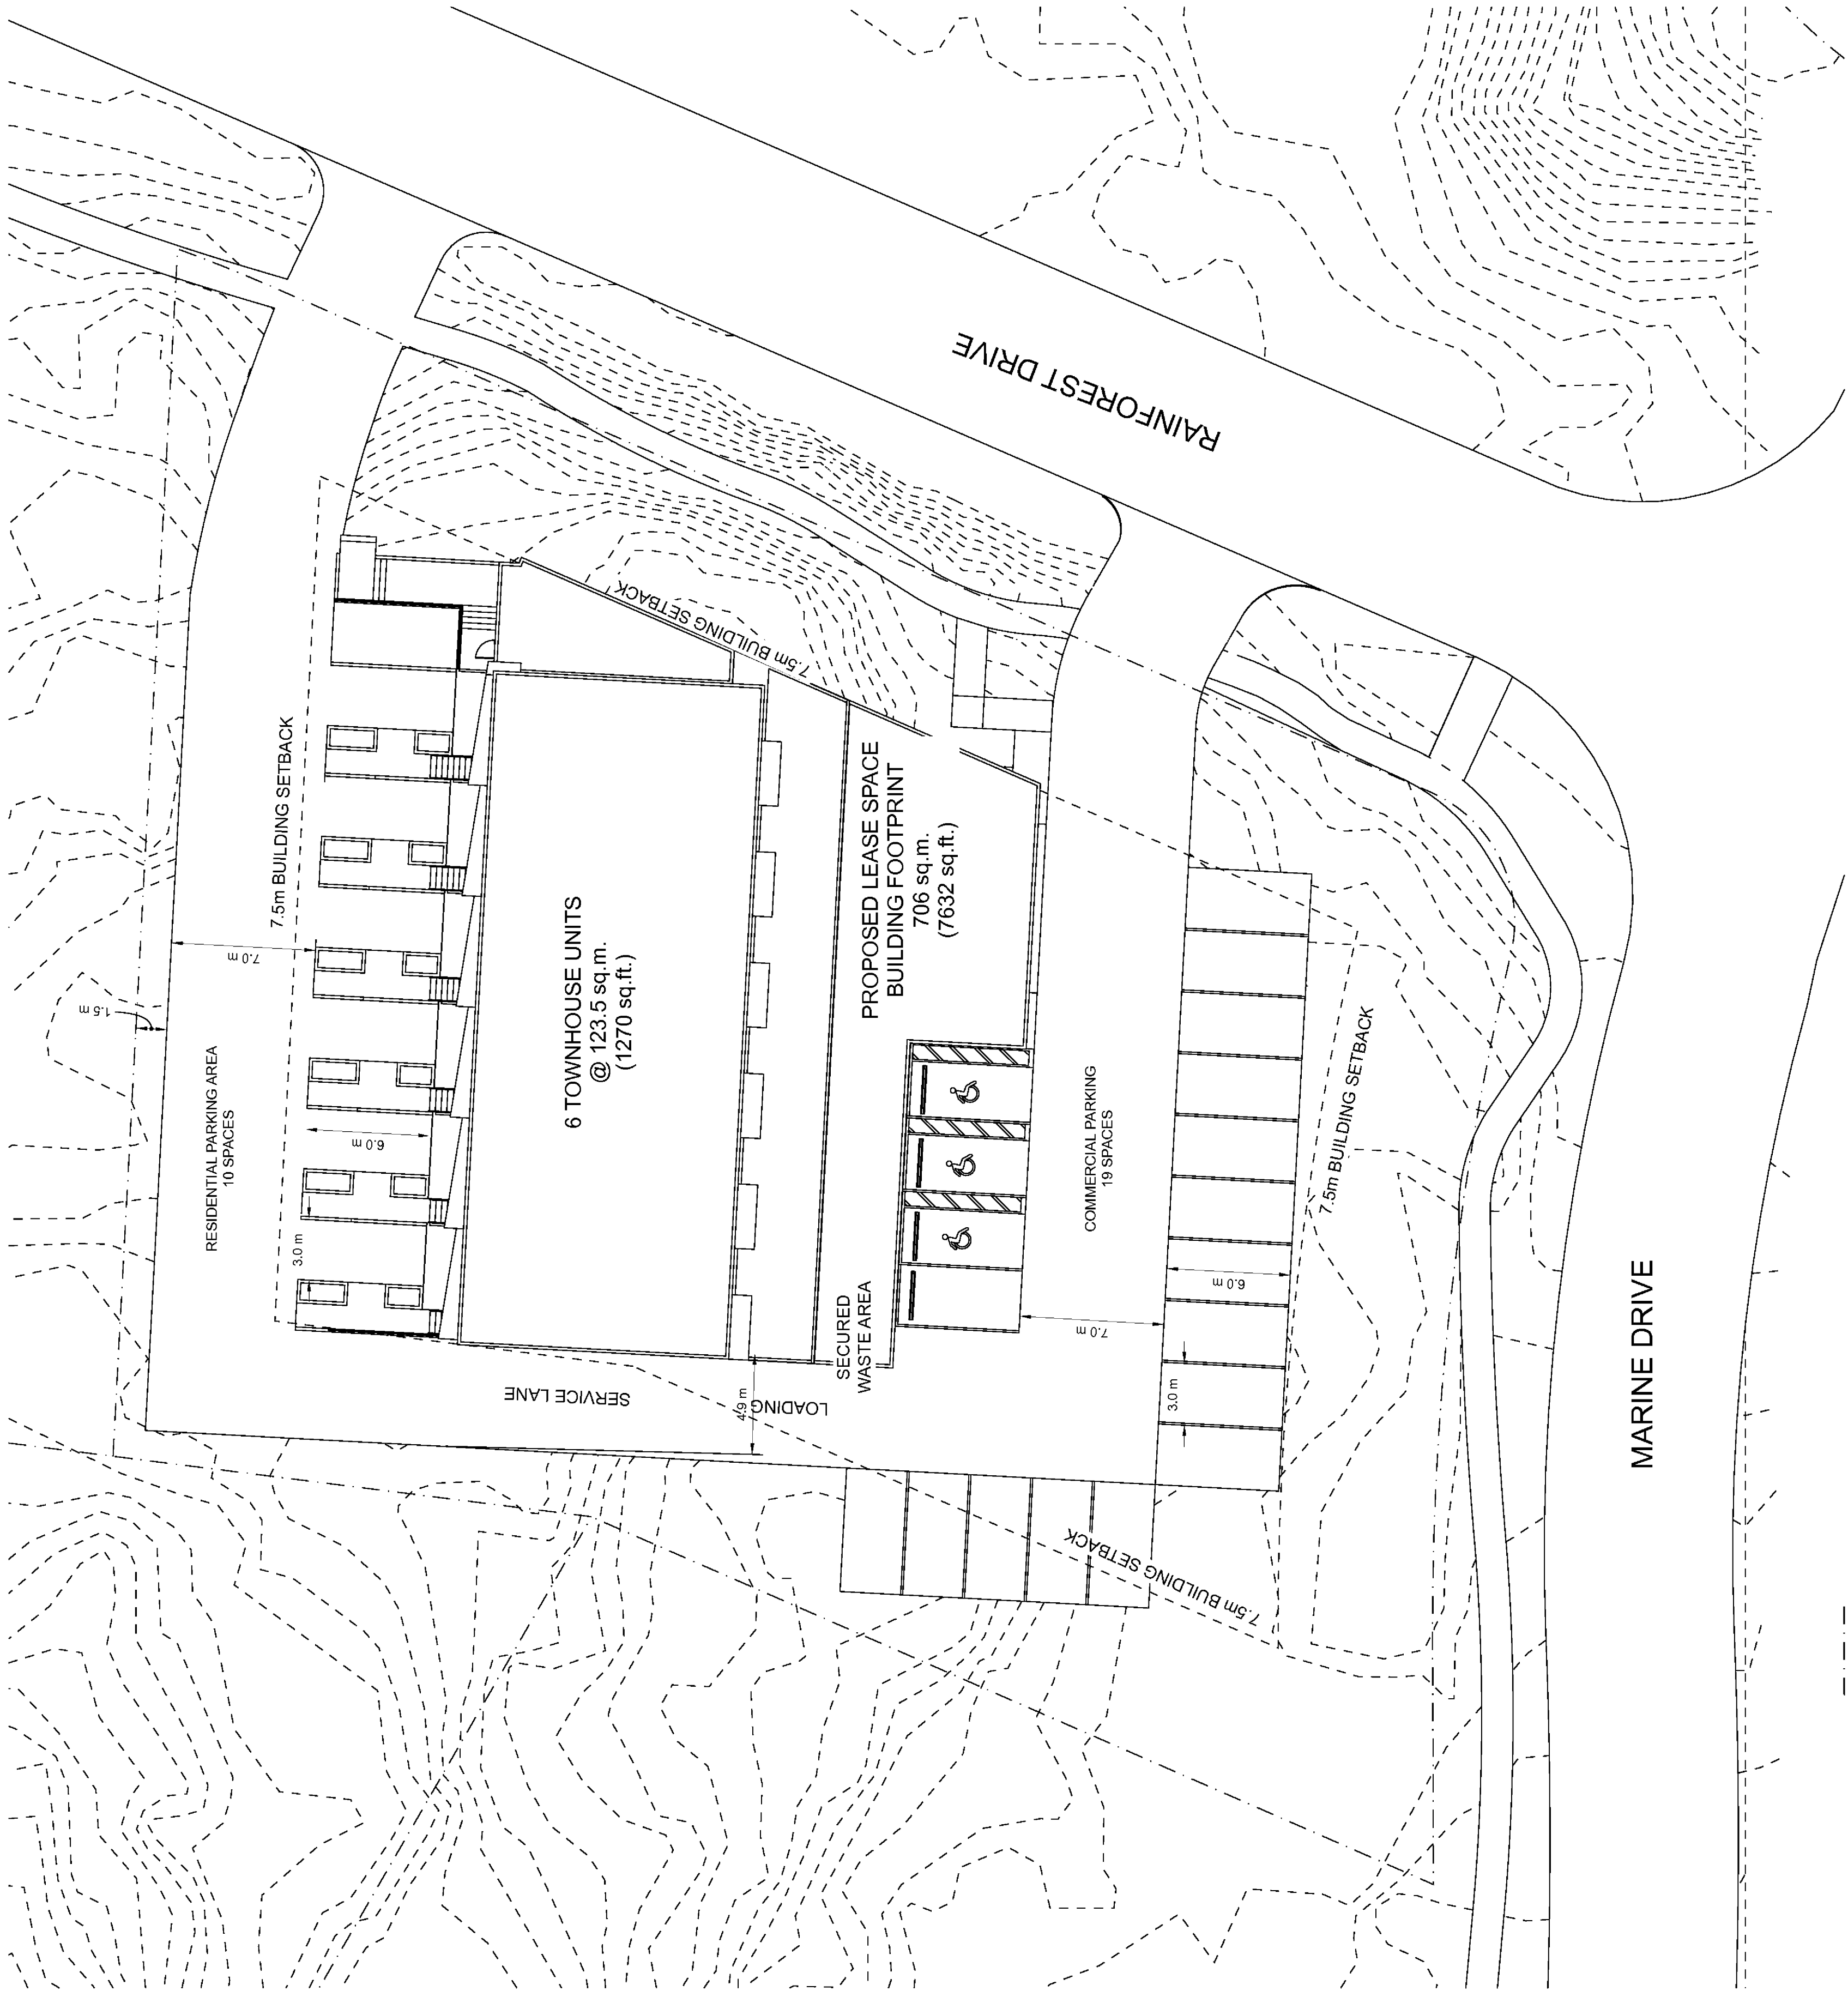 RAINFOREST DRIVE
7.5m BUILDING SETBACK
7.5m BUILDING SETBACK
7.0 m
1.5 m
RESIDENTIAL PARKING AREA
10 SPACES
6.0 m
3.0 m
6 TOWNHOUSE UNITS
@ 123.5 sq.m.
(1270 sq.ft.)
PROPOSED LEASE SPACE
BUILDING FOOTPRINT
706 sq.m.
(7632 sq.ft.)
COMMERCIAL PARKING
19 SPACES
7.5m BUILDING SETBACK
SECURED
WASTE AREA
7.0 m
6.0 m
3.0 m
SERVICE LANE
LOADING
4.9 m
7.5m BUILDING SETBACK
MARINE DRIVE